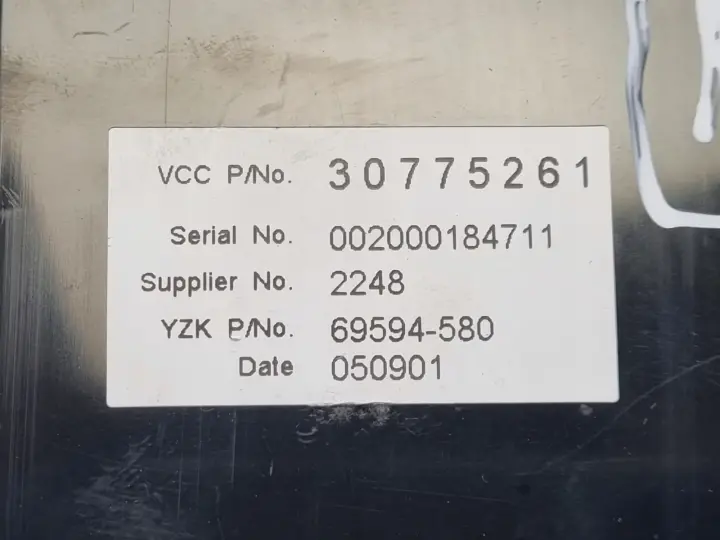 VCC P/No. 30775261
Serial No. 002000184711
Supplier No. 2248
YZK P/No. 69594-580
Date 050901